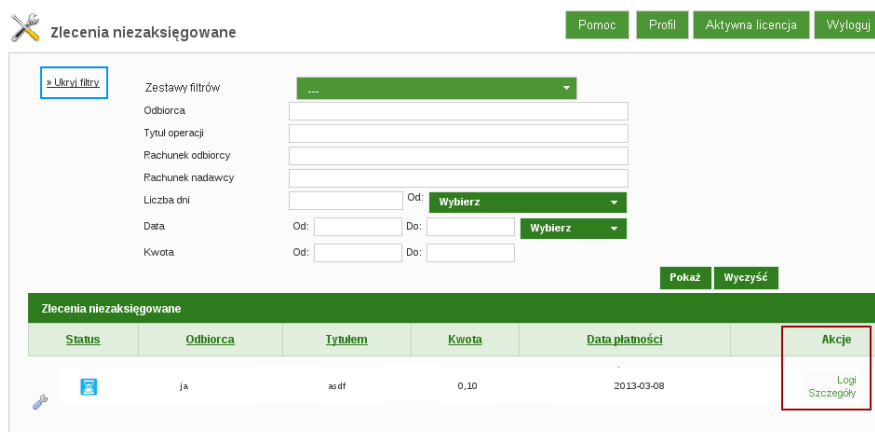 Zlecenia niezaksięgowane
Pomoc Profil Aktywna licencja Wyloguj
» Ukryj filtry
Zestawy filtrów ---
Odbiorca
Tytuł operacji
Rachunek odbiorcy
Rachunek nadawcy
Liczba dni Od: Wybierz
Data Od: Do: Wybierz
Kwota Od: Do:
Pokaż Wyczyść
Zlecenia niezaksięgowane
Status Odbiorca Tytułem Kwota Data płatności Akcje
ja asdf 0,10 2013-03-08 Logi
Szczegóły